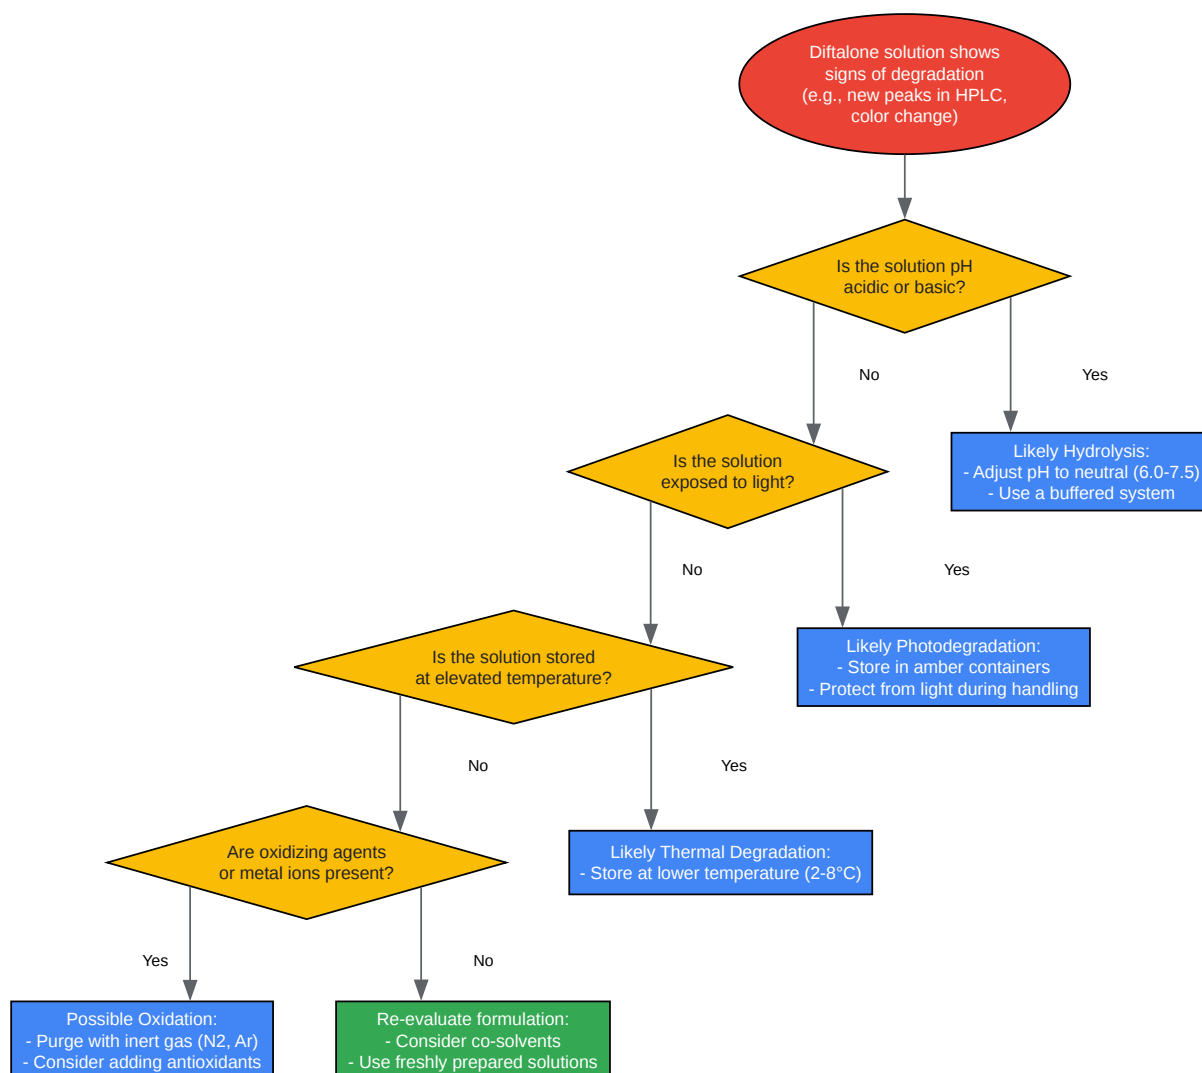 Diftalone solution shows
signs of degradation
(e.g., new peaks in HPLC,
color change)
Is the solution pH
acidic or basic?
No
Yes
Is the solution
exposed to light?
Likely Hydrolysis:
- Adjust pH to neutral (6.0-7.5)
- Use a buffered system
No
Yes
Is the solution stored
at elevated temperature?
Likely Photodegradation:
- Store in amber containers
- Protect from light during handling
No
Yes
Are oxidizing agents
or metal ions present?
Likely Thermal Degradation:
- Store at lower temperature (2-8°C)
Yes
No
Possible Oxidation:
- Purge with inert gas (N2, Ar)
- Consider adding antioxidants
Re-evaluate formulation:
- Consider co-solvents
- Use freshly prepared solutions